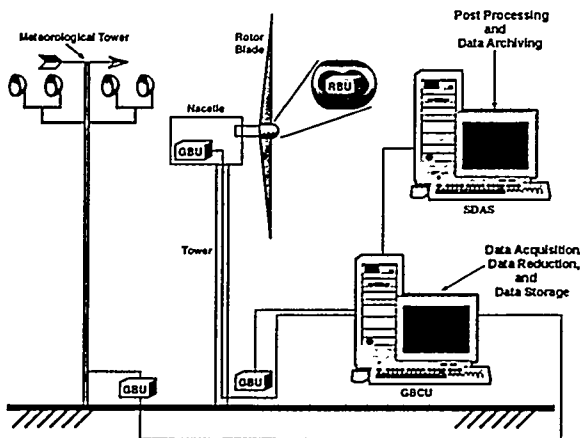 Post Processing
and
Data Archiving
Meteorological Tower
Rotor
Blade
RBU
Nacelle
GBU
SDAS
Tower
Data Acquisition,
Data Reduction,
and
Data Storage
GBU
GBU
GBCU